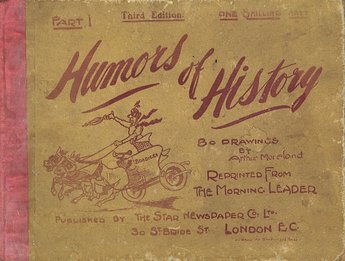 PART. I
Third Edition.
ONE SHILLING NETT
Humors of History
80 DRAWINGS
BY
Arthur Moreland
REPRINTED FROM
THE MORNING LEADER
BOADICEA
PUBLISHED BY THE STAR NEWSPAPER CO. LTD.
30 ST. BRIDE ST. LONDON E.C.